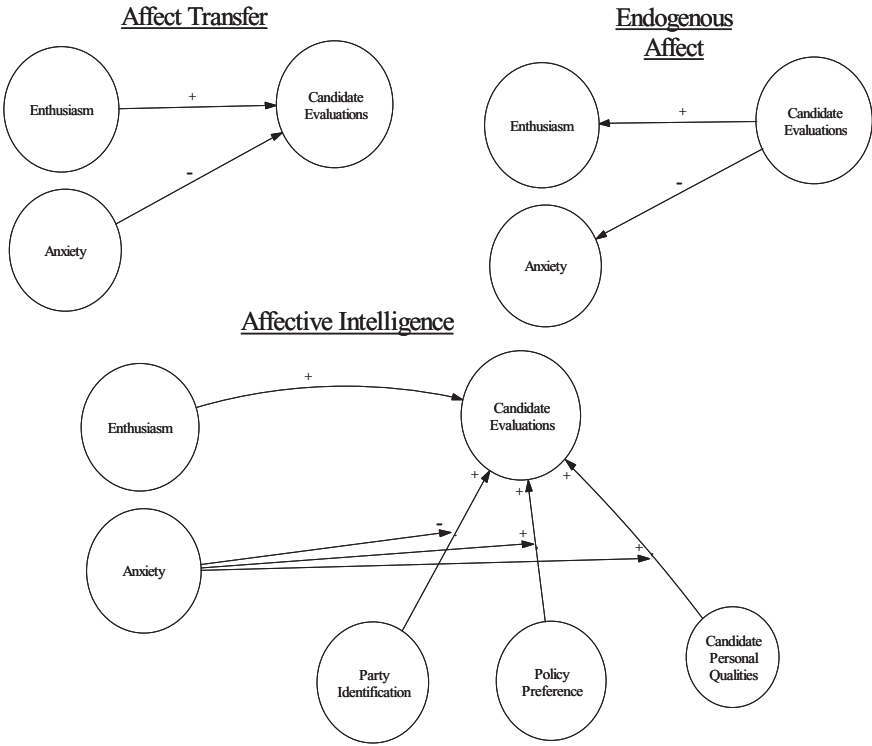 Affect Transfer
Enthusiasm
+
Candidate
Evaluations
-
Anxiety
Endogenous
Affect
Enthusiasm
+
Candidate
Evaluations
-
Anxiety
Affective Intelligence
Enthusiasm
+
Candidate
Evaluations
+
+
+
Anxiety
-
+
+
Party
Identification
Policy
Preference
Candidate
Personal
Qualities